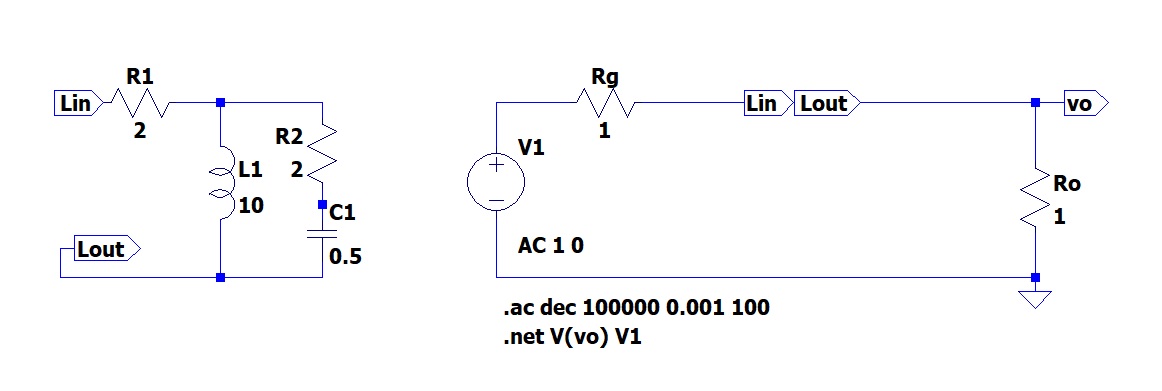 R1
Lin
2
R2
2
L1
10
C1
0.5
Lout
Rg
1
Lin
Lout
vo
V1
Ro
1
AC 1 0
.ac dec 100000 0.001 100
.net V(vo) V1